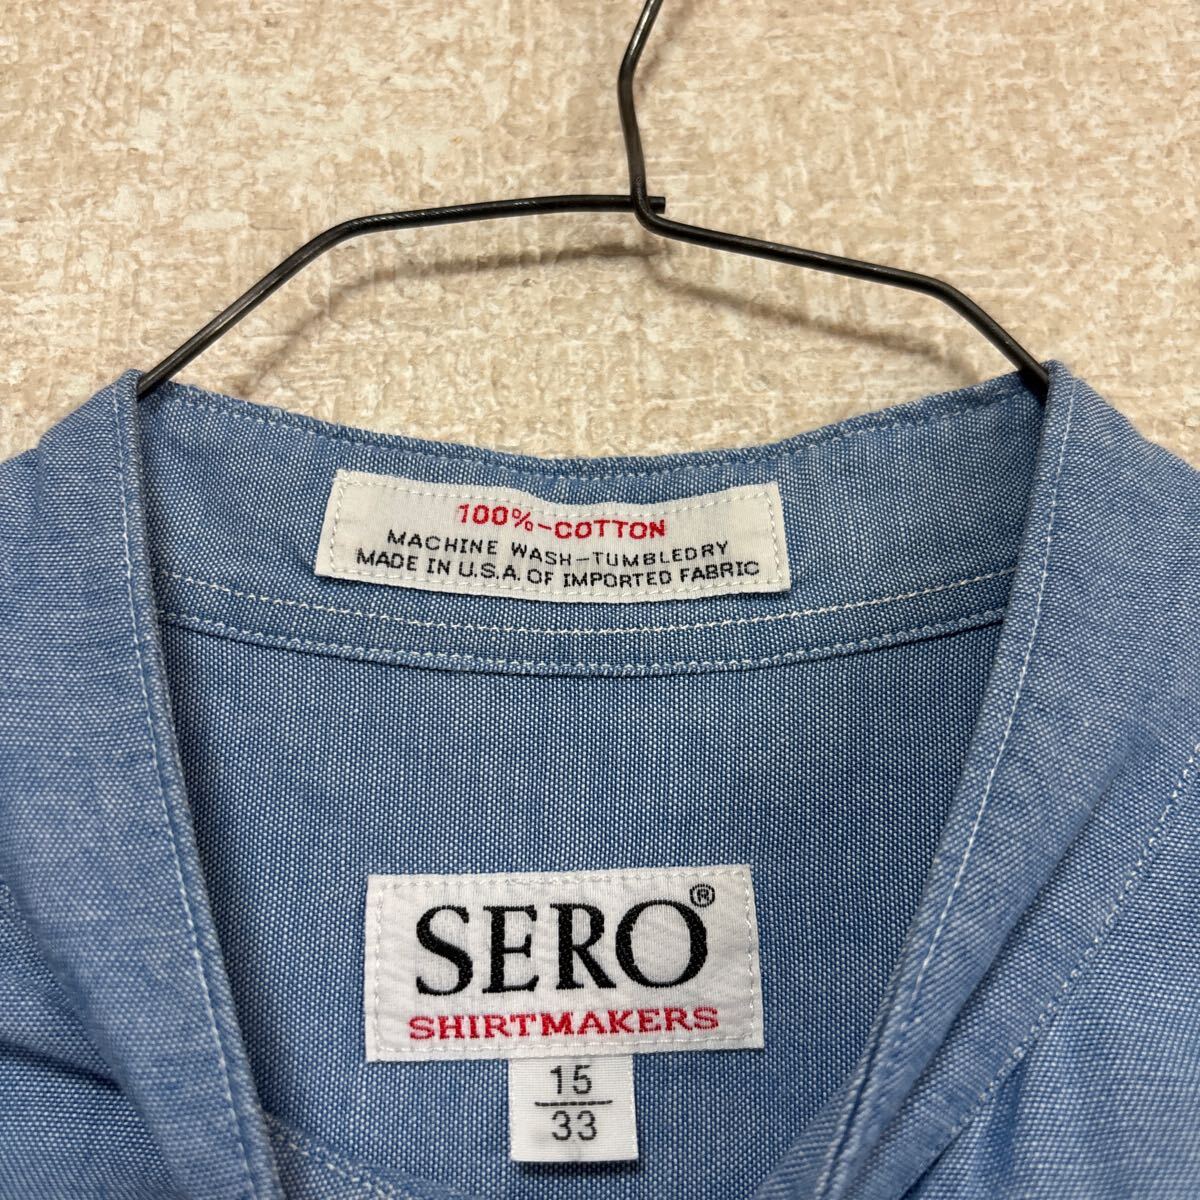 100%-COTTON
MACHINE WASH-TUMBLEDRY
MADE IN U.S.A. OF IMPORTED FABRIC
SERO®
SHIRTMAKERS
15
33